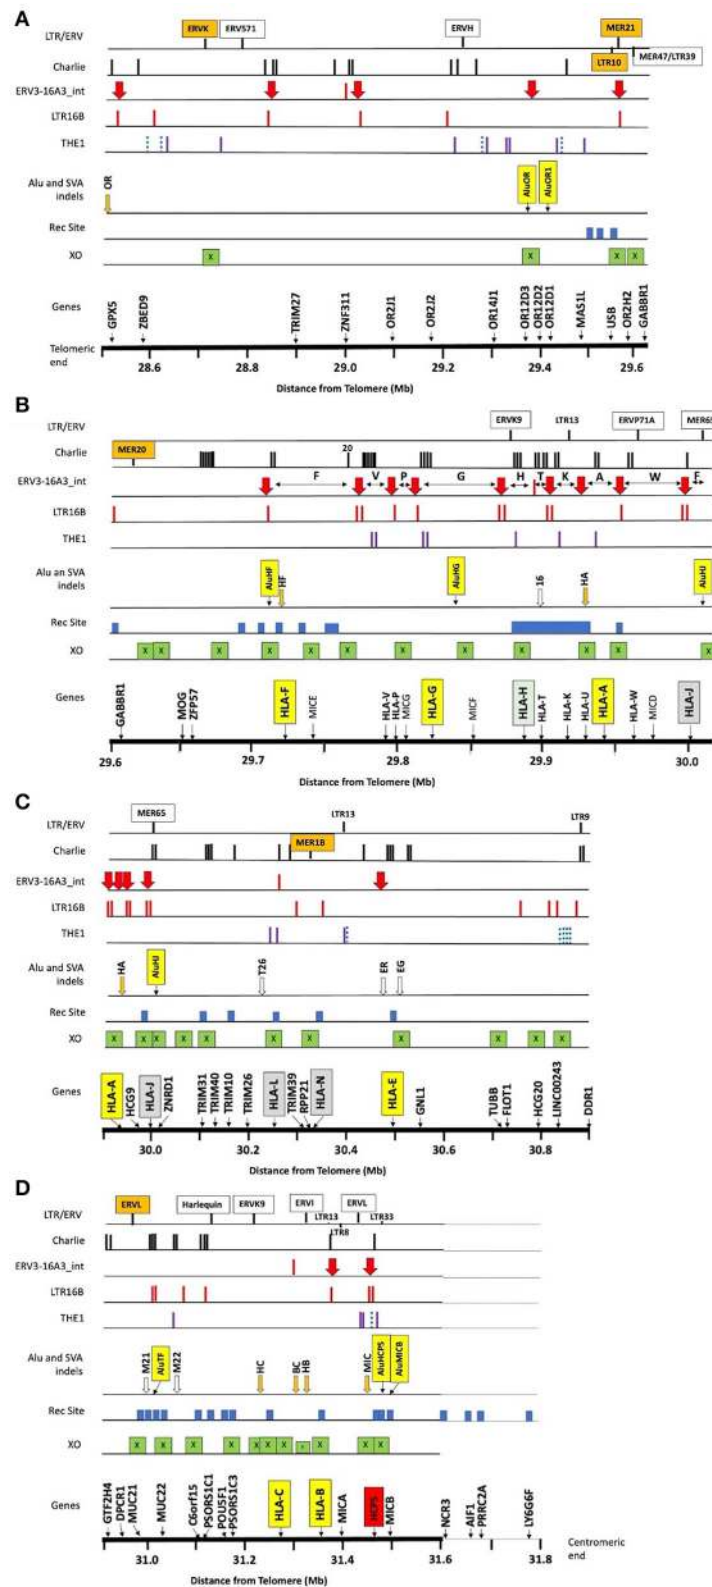 A
ERVK ERV571 ERVH MER21
LTR/ERV
LTR10 MER47/LTR39
Charlie
ERV3-16A3_int
LTR16B
THE1
OR AluOR AluOR1
Alu and SVA
indels
Rec Site
XO X X X X
Genes GPX5 ZBED9 TRIM27 ZNF311 OR2J1 OR2J2 OR14J1 OR12D3 OR12D2 OR12D1 MAS1L USB OR2H2 GABBR1
Telomeric
end
28.6 28.8 29.0 29.2 29.4 29.6
Distance from Telomere (Mb)
B
LTR/ERV ERVK9 LTR13 ERVP71A MER65
MER20 20
Charlie
ERV3-16A3_int F V P G H T K A W F
LTR16B
THE1
Alu an SVA
indels
AluHF HF AluHG 16 HA AluHJ
Rec Site
XO X X X X X X X X X X X X
Genes GABBR1 MOG ZFP57 HLA-F MICE HLA-V HLA-P MICG HLA-G MICF HLA-H HLA-T HLA-K HLA-U HLA-A HLA-W MICD HLA-J
29.6 29.7 29.8 29.9 30.0
Distance from Telomere (Mb)
C
MER65 LTR13 LTR9
LTR/ERV
MER1B
Charlie
ERV3-16A3_int
LTR16B
THE1
Alu and SVA
indels
HA AluHJ T26 ER EG
Rec Site
XO X X X X X X X X X X X
Genes HLA-A HCG9 HLA-J ZNRD1 TRIM31 TRIM40 TRIM10 TRIM26 HLA-L TRIM39 RPP21 HLA-N HLA-E GNL1 TUBB FLOT1 HCG20 LINC00243 DDR1
30.0 30.2 30.4 30.6 30.8
Distance from Telomere (Mb)
D
ERVL Harlequin ERVK9 ERVI ERVL
LTR/ERV LTR13 LTR33
LTR8
Charlie
ERV3-16A3_int
LTR16B
THE1
Alu and SVA
indels
M21 AluTF M22 HC BC HB MIC AluHCP5 AluMICB
Rec Site
XO X X X X X X X X X X
Genes GTF2H4 DPCR1 MUC21 MUC22 C6orf15 PSORS1C1 POU5F1 PSORS1C3 HLA-C HLA-B MICA HCP5 MICB NCR3 AIF1 PRRC2A LY6G6F
Centromeric
end
31.0 31.2 31.3 31.4 31.6 31.8
Distance from Telomere (Mb)